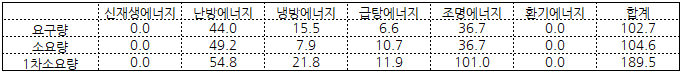 신재생에너지 난방에너지 냉방에너지 급탕에너지 조명에너지 환기에너지 합계
요구량 0.0 44.0 15.5 6.6 36.7 0.0 102.7
소요량 0.0 49.2 7.9 10.7 36.7 0.0 104.6
1차소요량 0.0 54.8 21.8 11.9 101.0 0.0 189.5